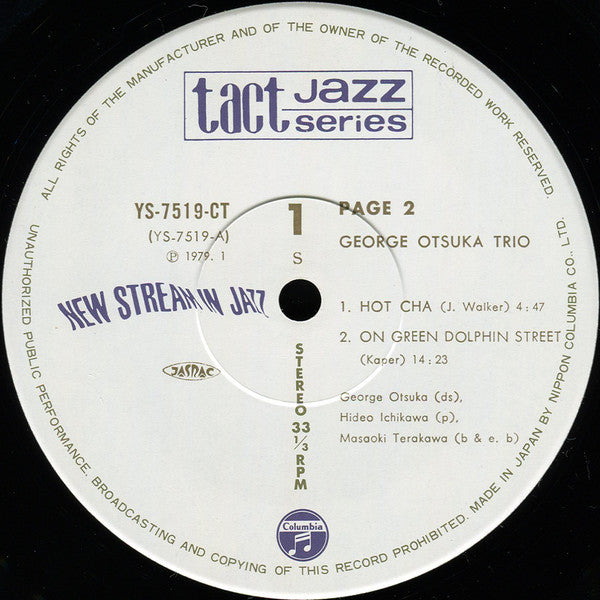 ALL RIGHTS OF THE MANUFACTURER AND OF THE OWNER OF THE RECORDED WORK RESERVED.
tact JAZZ series
YS-7519-CT
(YS-7519-A)
Ⓟ 1979. 1
1
S
PAGE 2
GEORGE OTSUKA TRIO
NEW STREAM IN JAZZ
1. HOT CHA (J. Walker) 4:47
2. ON GREEN DOLPHIN STREET
(Kaper) 14:23
JASRAC
STEREO 33 1/3 RPM
George Otsuka (ds),
Hideo Ichikawa (p),
Masaoki Terakawa (b & e. b)
Columbia
UNAUTHORIZED PUBLIC PERFORMANCE. BROADCASTING AND COPYING OF THIS RECORD PROHIBITED. MADE IN JAPAN BY NIPPON COLUMBIA CO., LTD.